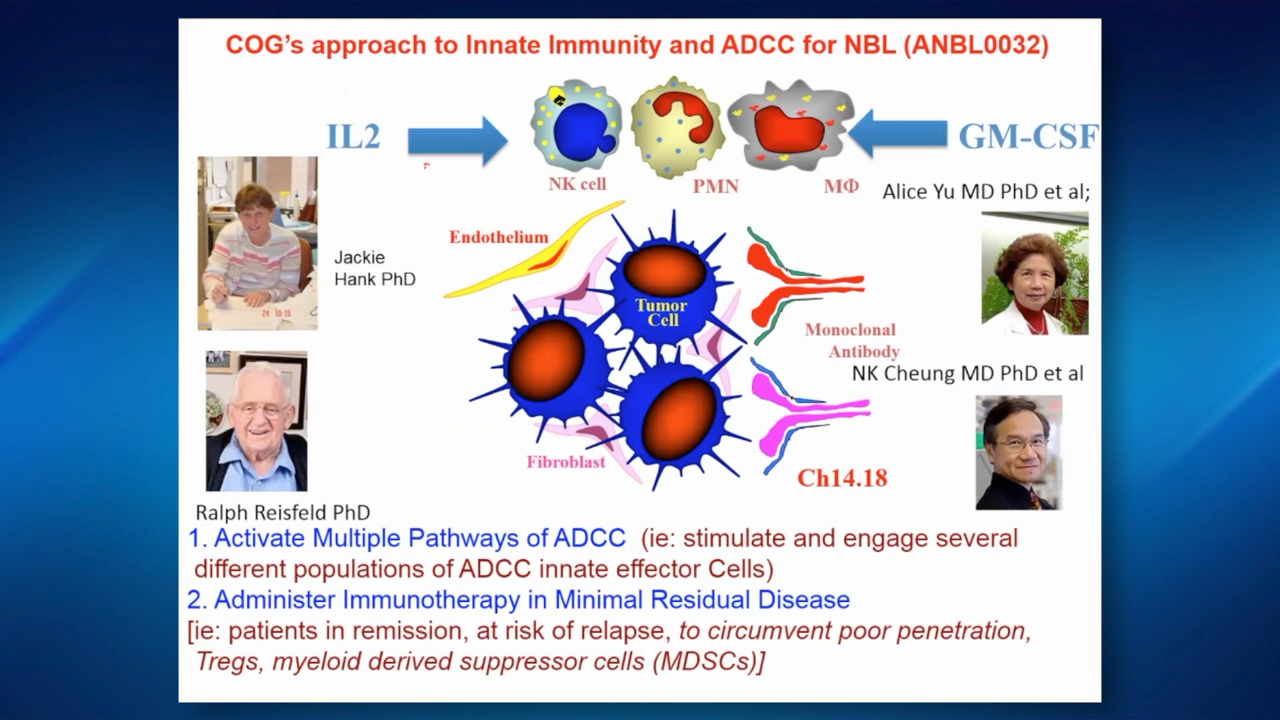 COG's approach to Innate Immunity and ADCC for NBL (ANBL0032)
IL2
GM-CSF
NK cell
PMN
MΦ
Alice Yu MD PhD et al;
Endothelium
Jackie
Hank PhD
Tumor
Cell
Monoclonal
Antibody
NK Cheung MD PhD et al
Fibroblast
Ch14.18
Ralph Reisfeld PhD
1. Activate Multiple Pathways of ADCC (ie: stimulate and engage several
different populations of ADCC innate effector Cells)
2. Administer Immunotherapy in Minimal Residual Disease
[ie: patients in remission, at risk of relapse, to circumvent poor penetration,
Tregs, myeloid derived suppressor cells (MDSCs)]